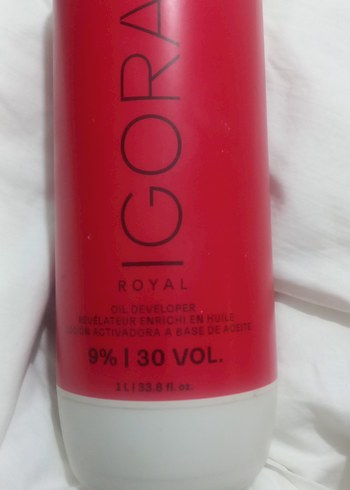 IGORA
ROYAL
OIL DEVELOPER
RÉVÉLATEUR ENRICHI EN HUILE
LOCIÓN ACTIVADORA A BASE DE ACEITE
9% | 30 VOL.
1 L | 33.8 fl. oz.